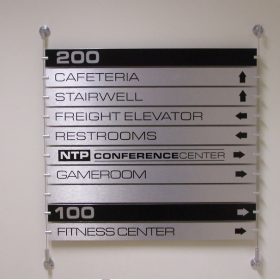 200
CAFETERIA
STAIRWELL
FREIGHT ELEVATOR
RESTROOMS
NTP CONFERENCECENTER
GAMEROOM
100
FITNESS CENTER